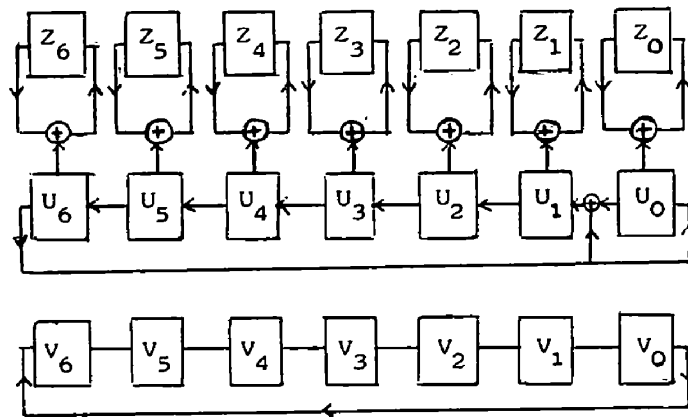 Z6 Z5 Z4 Z3 Z2 Z1 Z0
+ + + + + + +
U6 U5 U4 U3 U2 U1 + U0
V6 V5 V4 V3 V2 V1 V0